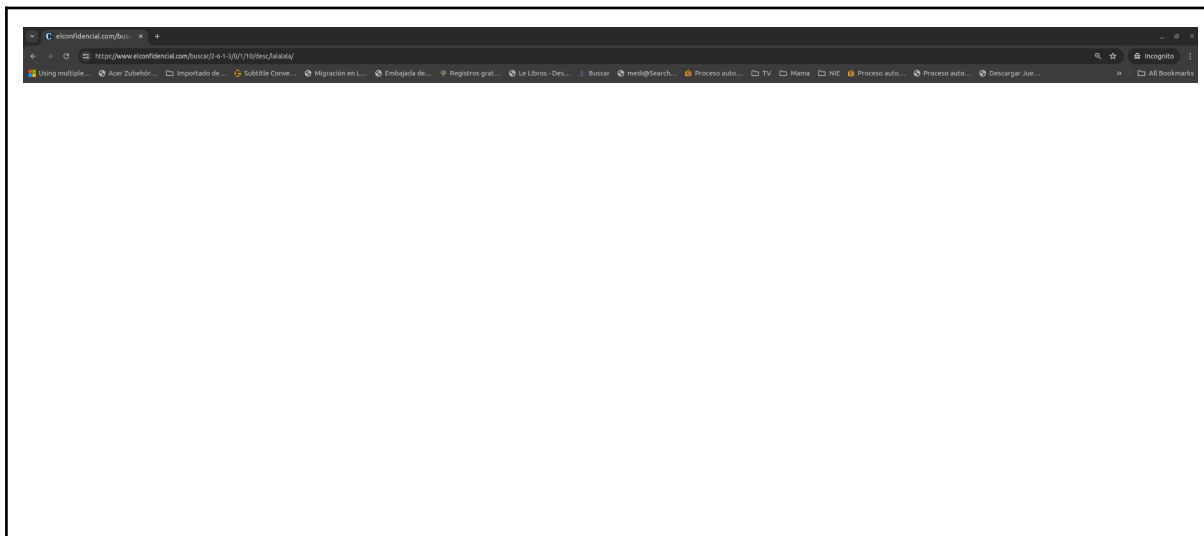 elconfidencial.com/bus
https://www.elconfidencial.com/buscar/2-6-1-3/0/1/10/desc/lalalala/
Incognito
Using multiple... Acer Zubehör... Importado de... Subtitle Conve... Migración en L... Embajada de... Registros grat... Le Libros - Des... Buscar medi@Search... Proceso auto... TV Mama NIE Proceso auto... Proceso auto... Descargar Jue... » All Bookmarks